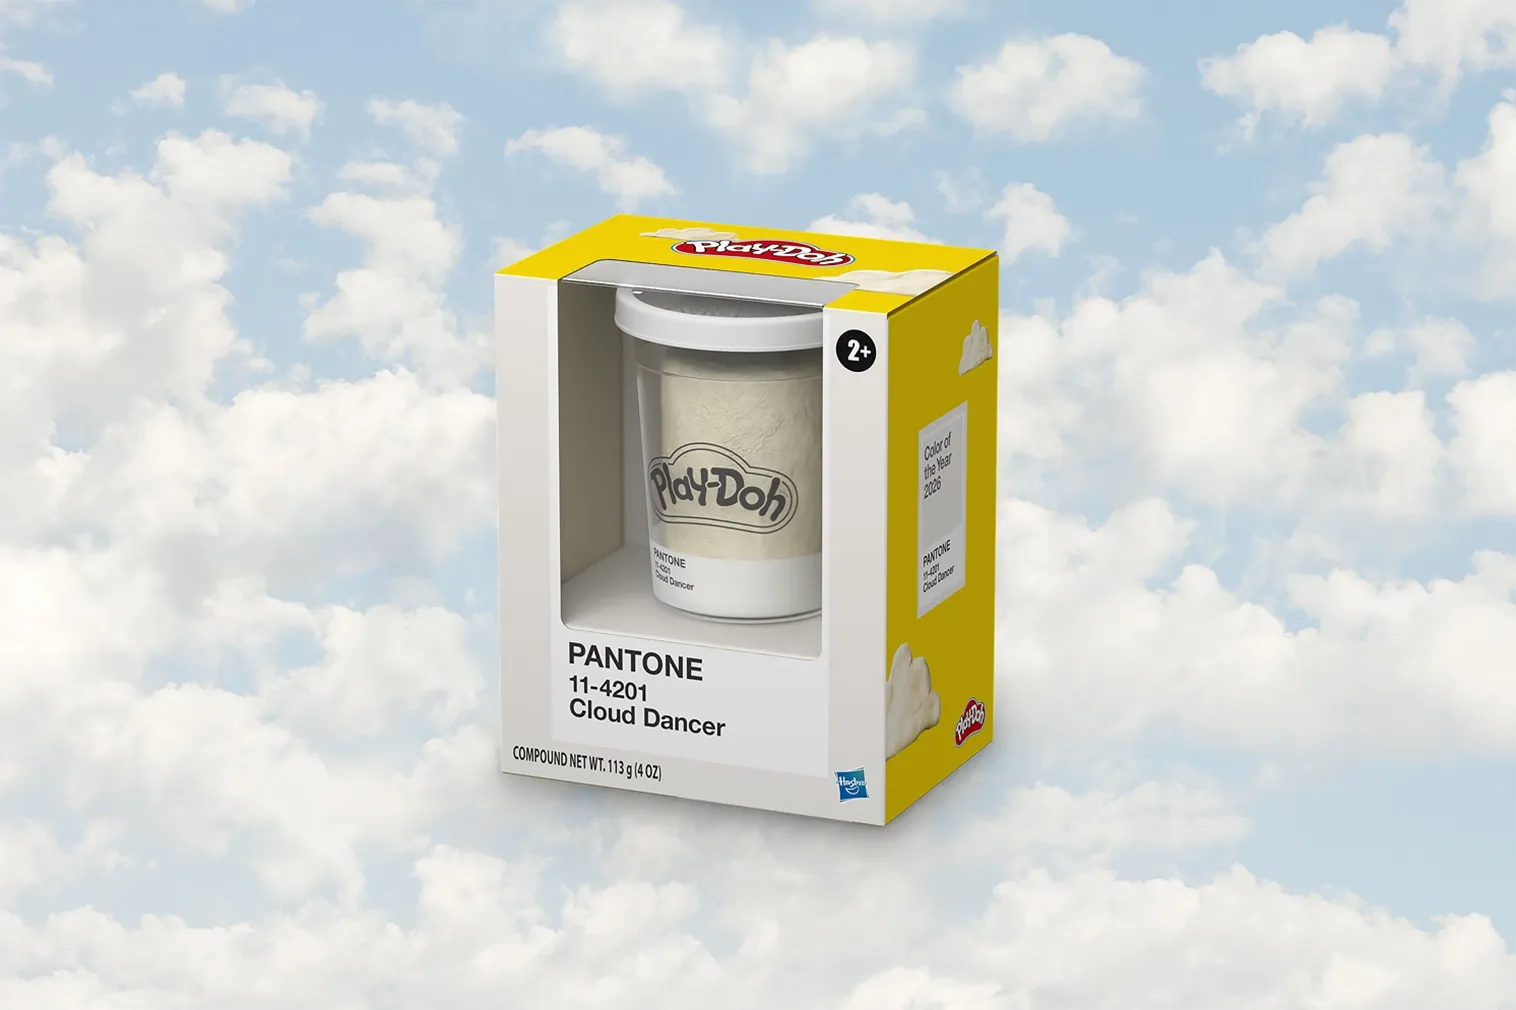 Play-Doh
2+
Play-Doh
PANTONE
11-4201
Cloud Dancer
PANTONE
11-4201
Cloud Dancer
COMPOUND NET WT. 113 g (4 OZ)
Hasbro
Color of
the Year
2026
PANTONE
11-4201
Cloud Dancer
Play-Doh